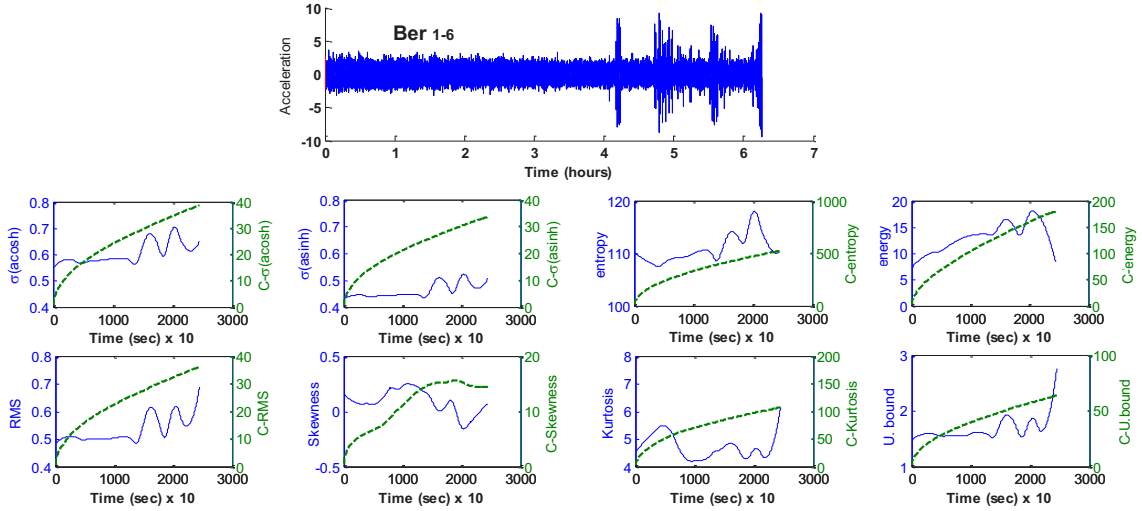 10
5
0
-5
-10
Acceleration
Ber 1-6
0 1 2 3 4 5 6 7
Time (hours)
0.8
0.7
0.6
0.5
0.4
σ(acosh)
40
30
20
10
0
C-σ(acosh)
0 1000 2000 3000
Time (sec) x 10
0.8
0.7
0.6
0.5
0.4
σ(asinh)
40
30
20
10
0
C-σ(asinh)
0 1000 2000 3000
Time (sec) x 10
120
110
100
entropy
1000
500
0
C-entropy
0 1000 2000 3000
Time (sec) x 10
20
15
10
5
0
energy
200
150
100
50
0
C-energy
0 1000 2000 3000
Time (sec) x 10
0.8
0.7
0.6
0.5
0.4
RMS
40
30
20
10
0
C-RMS
0 1000 2000 3000
Time (sec) x 10
0.5
0
-0.5
Skewness
20
10
0
C-Skewness
0 1000 2000 3000
Time (sec) x 10
8
7
6
5
4
Kurtosis
200
150
100
50
0
C-Kurtosis
0 1000 2000 3000
Time (sec) x 10
3
2
1
U. bound
100
50
0
C-U.bound
0 1000 2000 3000
Time (sec) x 10